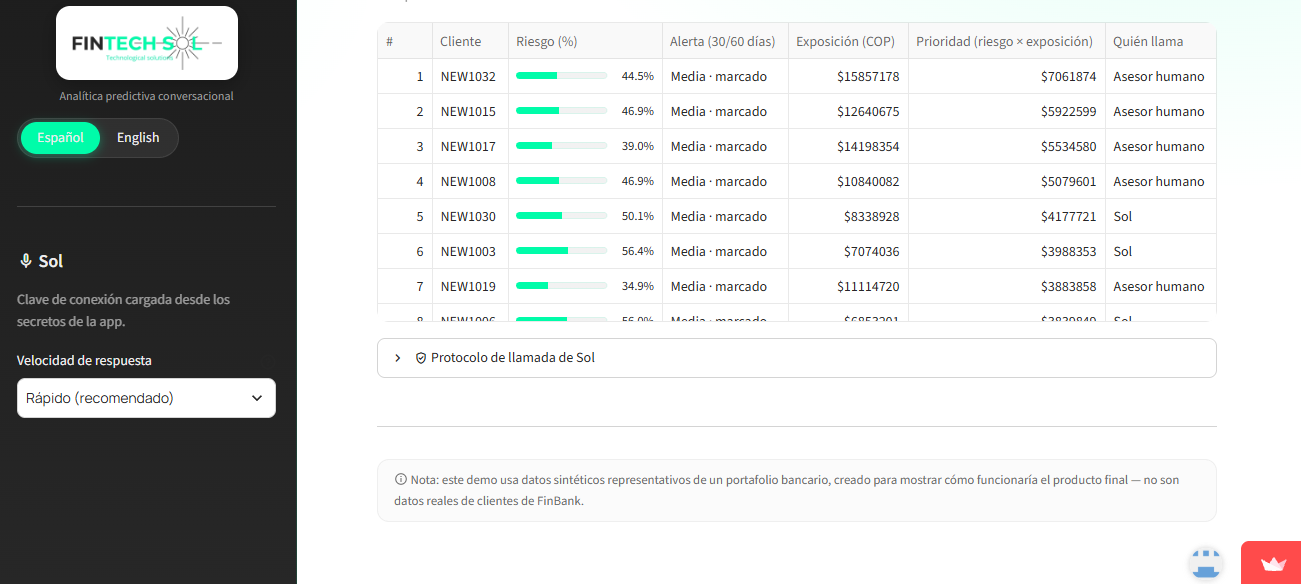 FINTECH SOL
Technological solutions
Analítica predictiva conversacional
Español English
Sol
Clave de conexión cargada desde los
secretos de la app.
Velocidad de respuesta
Rápido (recomendado)
# Cliente Riesgo (%) Alerta (30/60 días) Exposición (COP) Prioridad (riesgo × exposición) Quién llama
1 NEW1032 44.5% Media · marcado $15857178 $7061874 Asesor humano
2 NEW1015 46.9% Media · marcado $12640675 $5922599 Asesor humano
3 NEW1017 39.0% Media · marcado $14198354 $5534580 Asesor humano
4 NEW1008 46.9% Media · marcado $10840082 $5079601 Asesor humano
5 NEW1030 50.1% Media · marcado $8338928 $4177721 Sol
6 NEW1003 56.4% Media · marcado $7074036 $3988353 Sol
7 NEW1019 34.9% Media · marcado $11114720 $3883858 Asesor humano
Media · marcado Sol
Protocolo de llamada de Sol
Nota: este demo usa datos sintéticos representativos de un portafolio bancario, creado para mostrar cómo funcionaría el producto final — no son
datos reales de clientes de FinBank.